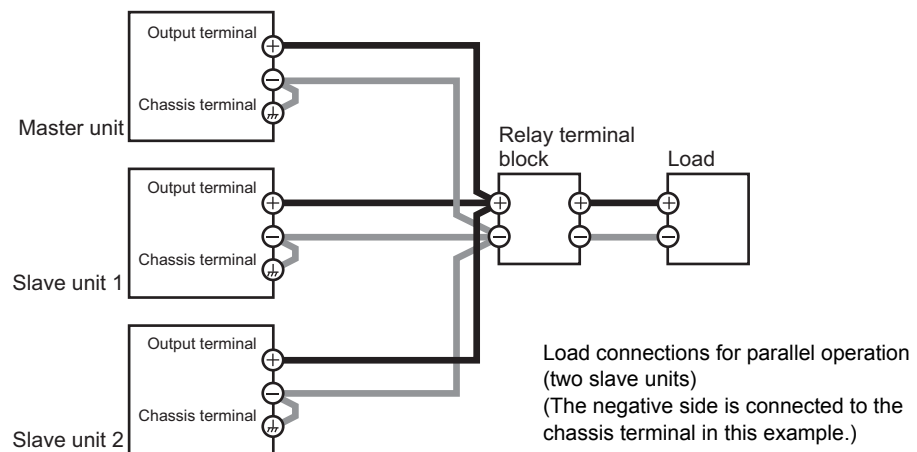 Output terminal
+
−
Chassis terminal
Master unit
Output terminal
+
−
Chassis terminal
Slave unit 1
Output terminal
+
−
Chassis terminal
Slave unit 2
Relay terminal
block
+ +
− −
Load
+
−
Load connections for parallel operation
(two slave units)
(The negative side is connected to the
chassis terminal in this example.)